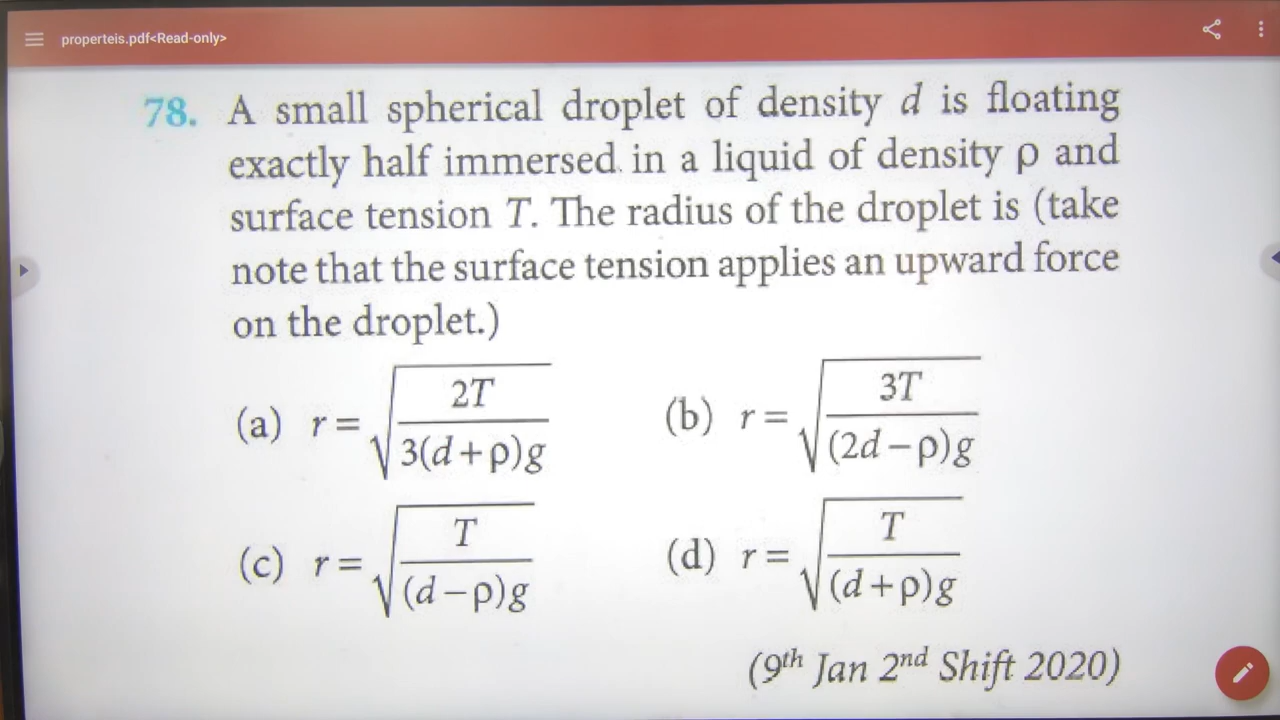 properteis.pdf<Read-only>
78. A small spherical droplet of density d is floating
exactly half immersed in a liquid of density ρ and
surface tension T. The radius of the droplet is (take
note that the surface tension applies an upward force
on the droplet.)
(a) r = √(2T / 3(d+ρ)g) (b) r = √(3T / (2d−ρ)g)
(c) r = √(T / (d−ρ)g) (d) r = √(T / (d+ρ)g)
(9th Jan 2nd Shift 2020)